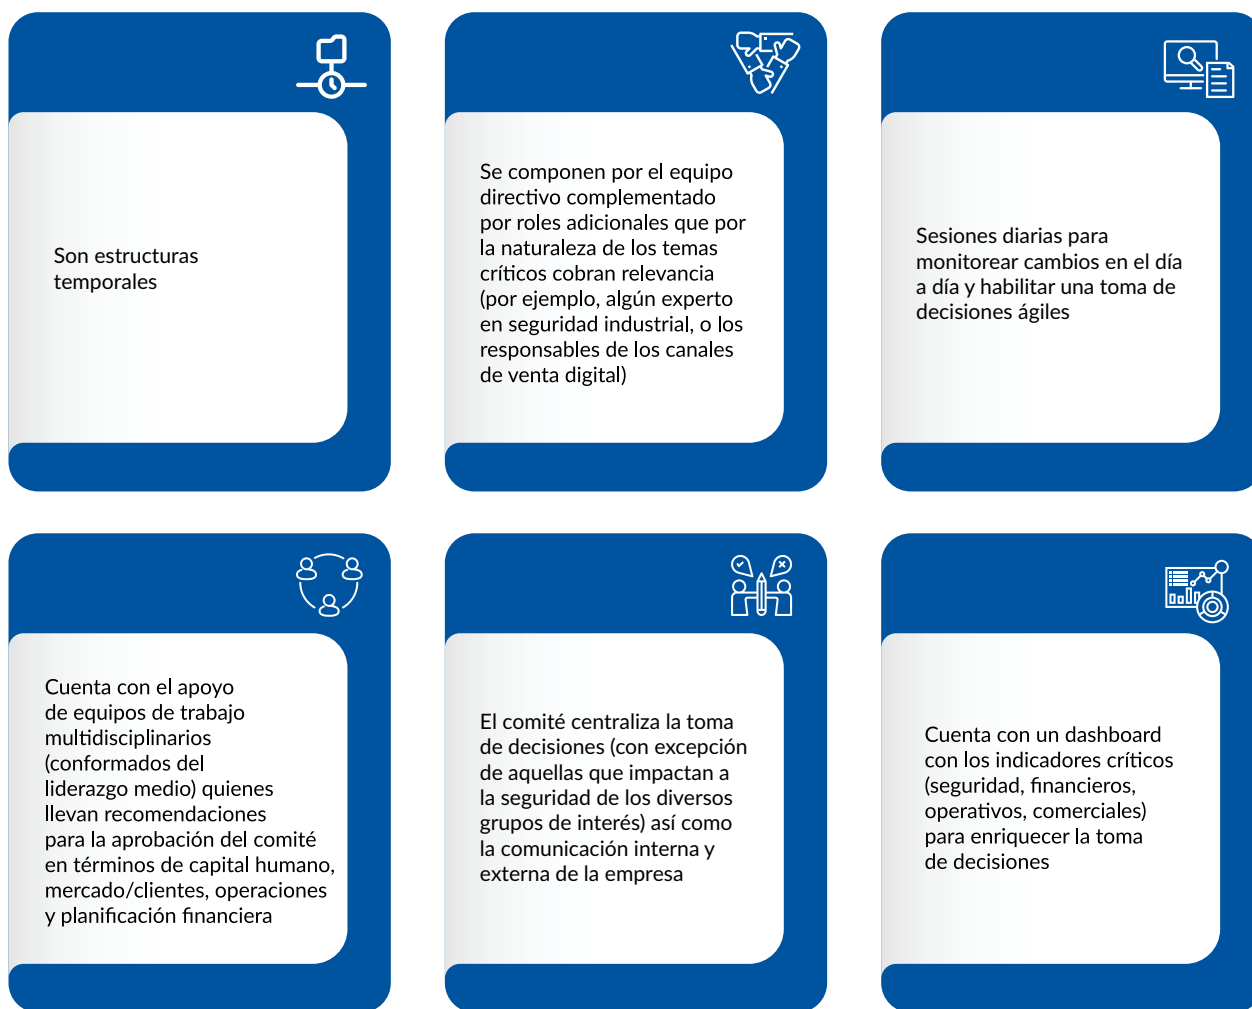 Son estructuras
temporales
Se componen por el equipo
directivo complementado
por roles adicionales que por
la naturaleza de los temas
críticos cobran relevancia
(por ejemplo, algún experto
en seguridad industrial, o los
responsables de los canales
de venta digital)
Sesiones diarias para
monitorear cambios en el día
a día y habilitar una toma de
decisiones ágiles
Cuenta con el apoyo
de equipos de trabajo
multidisciplinarios
(conformados del
liderazgo medio) quienes
llevan recomendaciones
para la aprobación del comité
en términos de capital humano,
mercado/clientes, operaciones
y planificación financiera
El comité centraliza la toma
de decisiones (con excepción
de aquellas que impactan a
la seguridad de los diversos
grupos de interés) así como
la comunicación interna y
externa de la empresa
Cuenta con un dashboard
con los indicadores críticos
(seguridad, financieros,
operativos, comerciales)
para enriquecer la toma
de decisiones